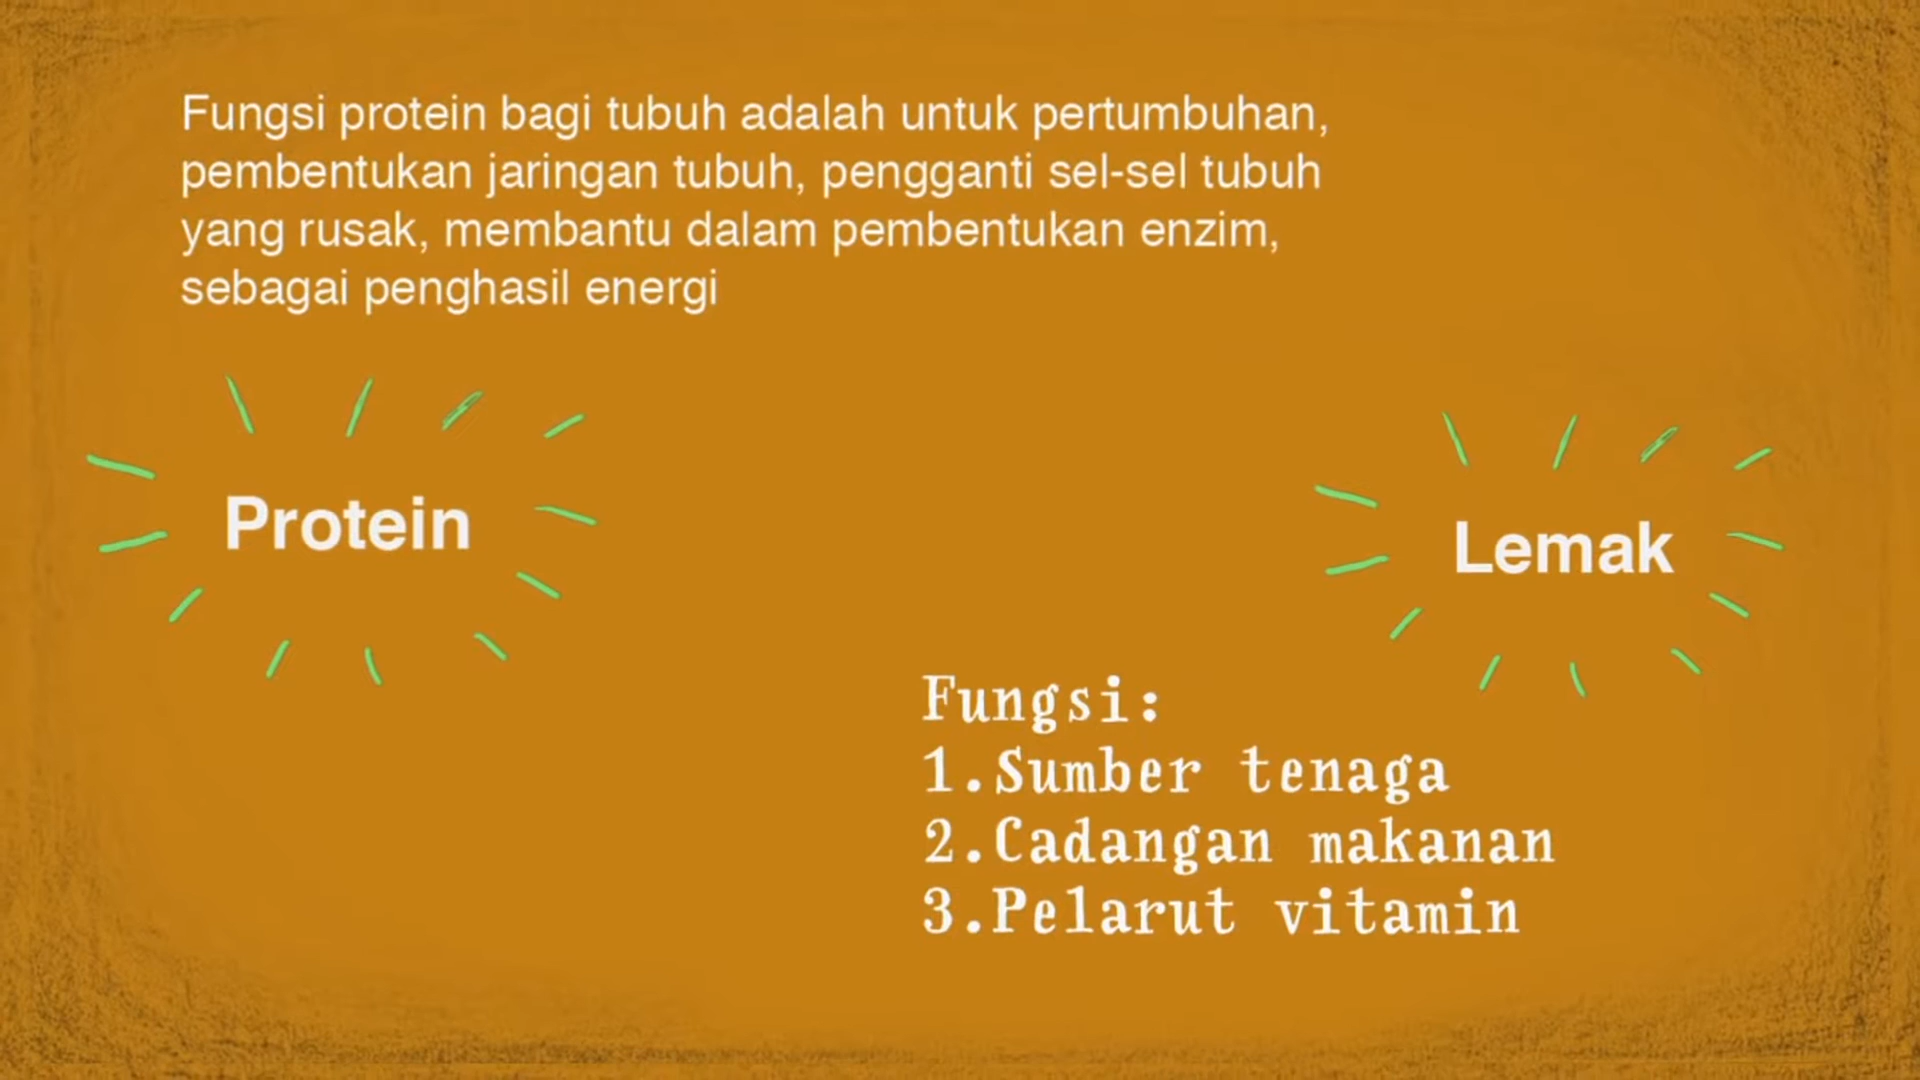 Fungsi protein bagi tubuh adalah untuk pertumbuhan,
pembentukan jaringan tubuh, pengganti sel-sel tubuh
yang rusak, membantu dalam pembentukan enzim,
sebagai penghasil energi
Protein
Lemak
Fungsi:
1.Sumber tenaga
2.Cadangan makanan
3.Pelarut vitamin